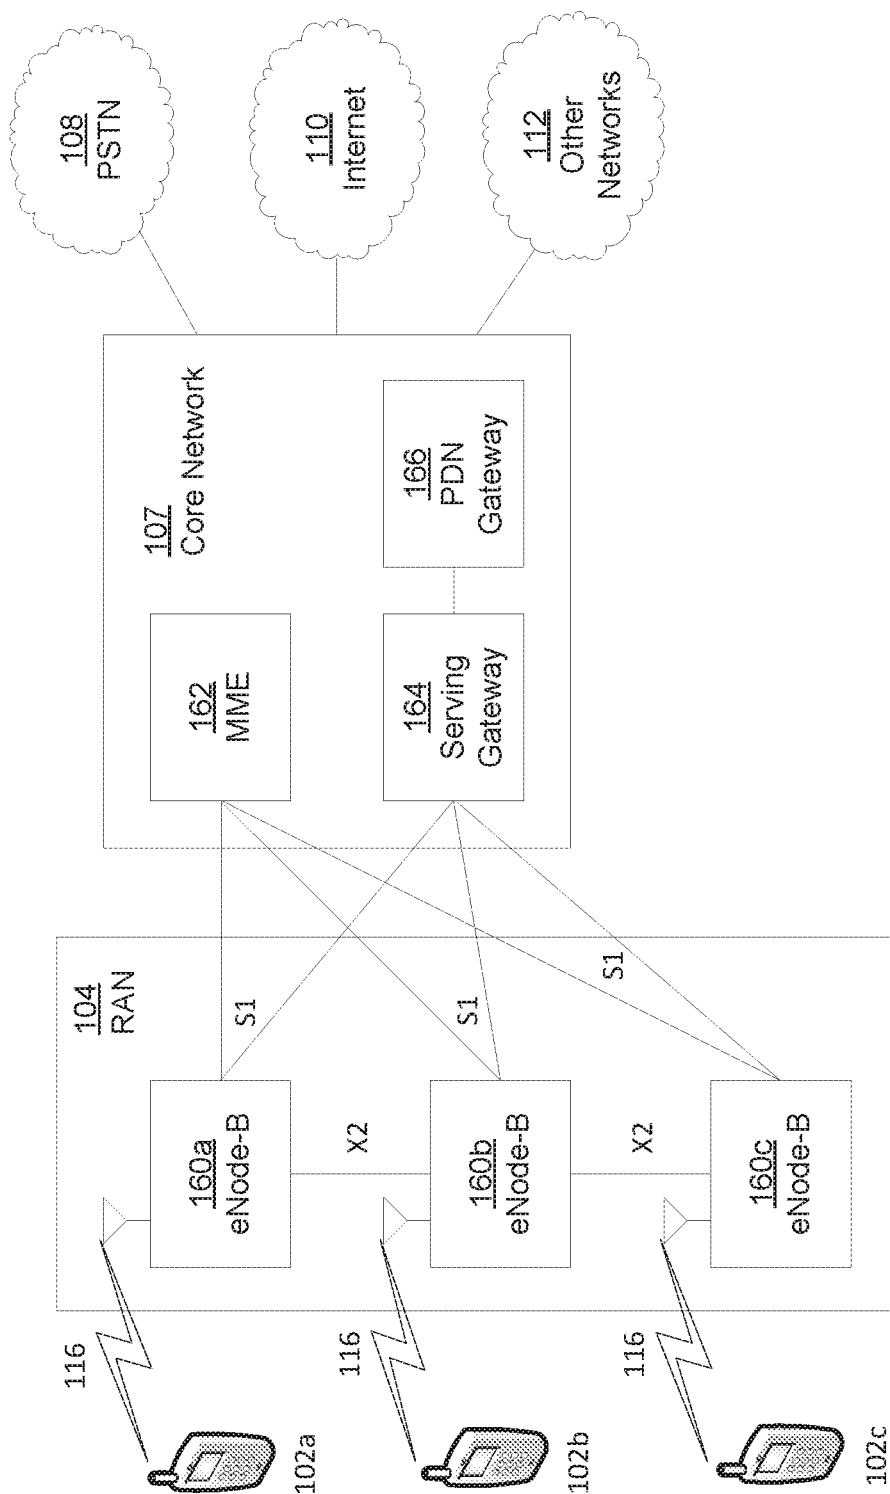 102a
116
102b
116
102c
116
104
RAN
160a
eNode-B
X2
160b
eNode-B
X2
160c
eNode-B
S1
S1
S1
107
Core Network
162
MME
164
Serving
Gateway
166
PDN
Gateway
108
PSTN
110
Internet
112
Other
Networks